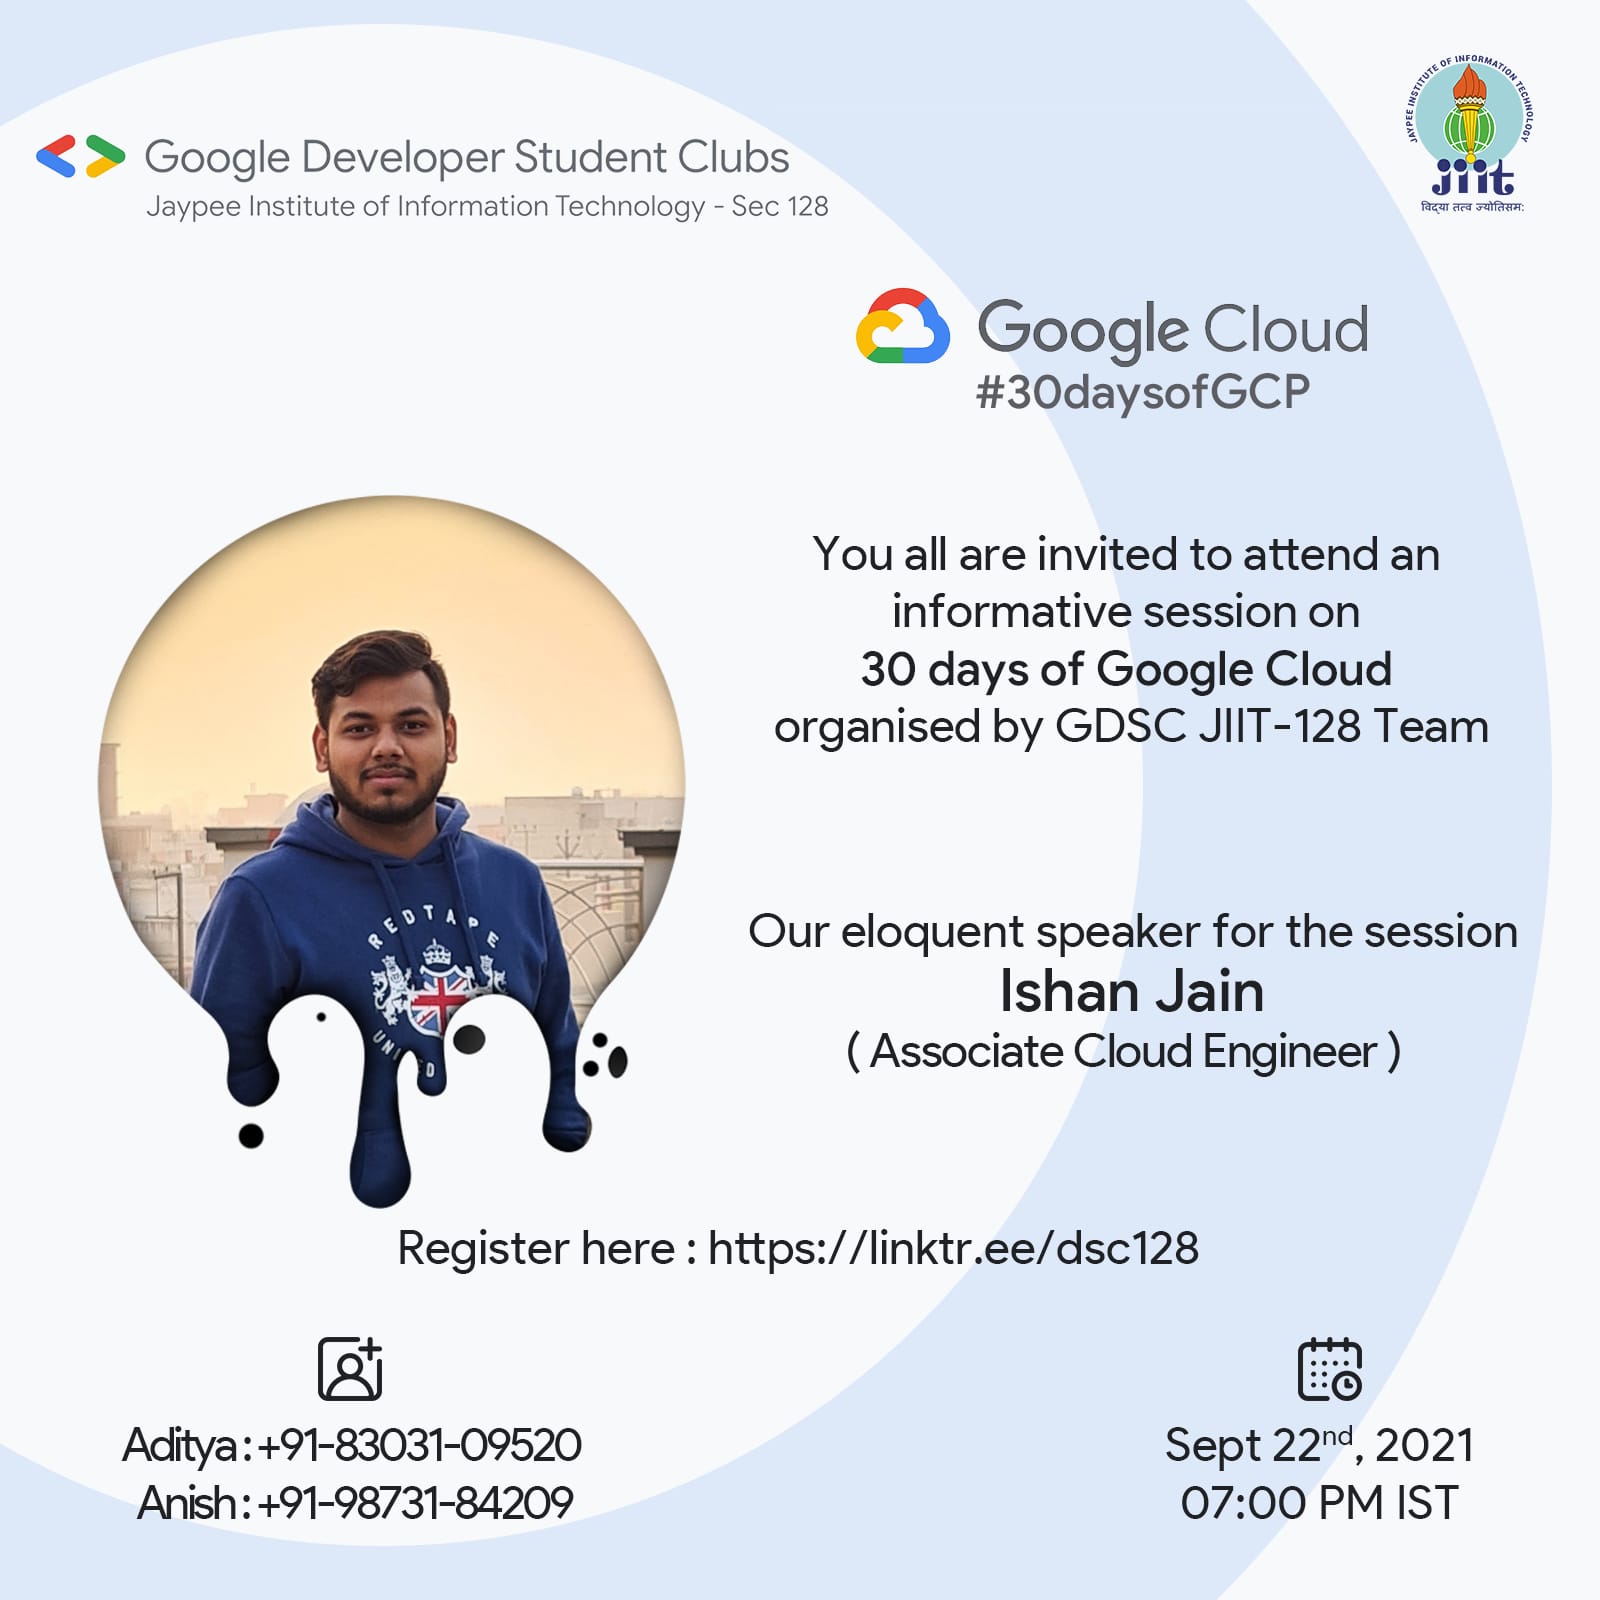 Google Developer Student Clubs
Jaypee Institute of Information Technology - Sec 128
JAYPEE INSTITUTE OF INFORMATION TECHNOLOGY
jiit
विद्या तत्व ज्योतिसम:
Google Cloud
#30daysofGCP
You all are invited to attend an
informative session on
30 days of Google Cloud
organised by GDSC JIIT-128 Team
REDTAPE
UNI ED
Our eloquent speaker for the session
Ishan Jain
( Associate Cloud Engineer )
Register here : https://linktr.ee/dsc128
Aditya : +91-83031-09520
Anish : +91-98731-84209
Sept 22nd, 2021
07:00 PM IST